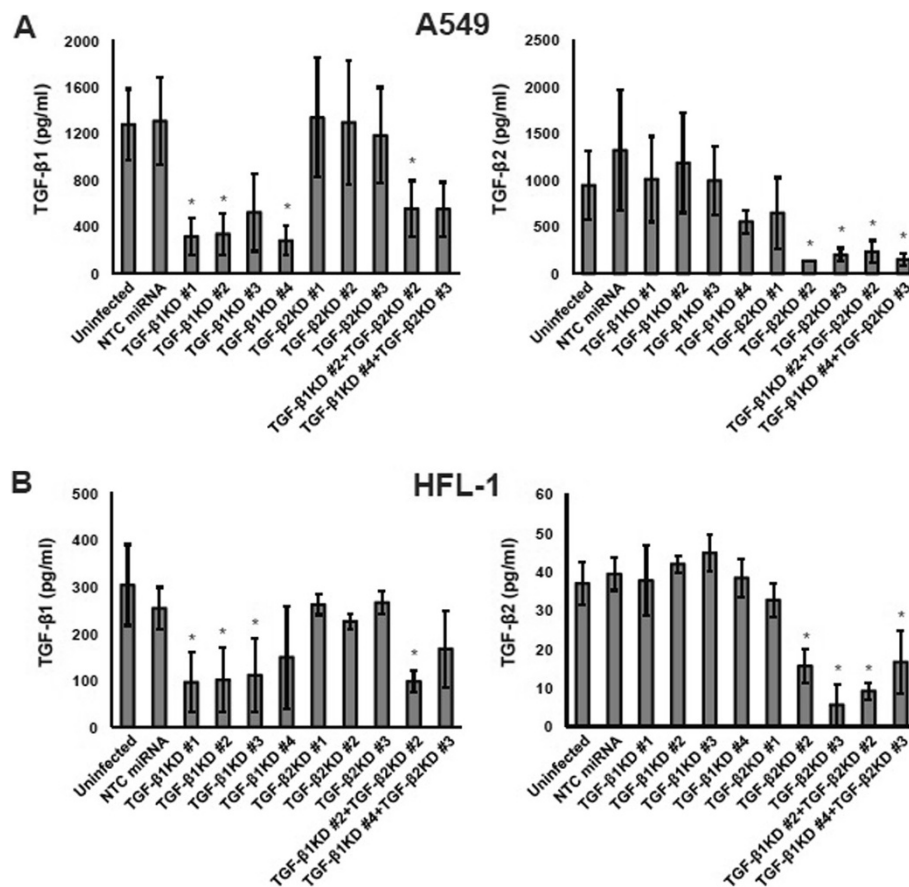 A
A549
TGF-β1 (pg/ml)
2000
1600
1200
800
400
0
* * * *
Uninfected
NTC miRNA
TGF-β1KD #1
TGF-β1KD #2
TGF-β1KD #3
TGF-β1KD #4
TGF-β2KD #1
TGF-β2KD #2
TGF-β2KD #3
TGF-β1KD #2+TGF-β2KD #2
TGF-β1KD #4+TGF-β2KD #3
TGF-β2 (pg/ml)
2500
2000
1500
1000
500
0
* * * *
Uninfected
NTC miRNA
TGF-β1KD #1
TGF-β1KD #2
TGF-β1KD #3
TGF-β1KD #4
TGF-β2KD #1
TGF-β2KD #2
TGF-β2KD #3
TGF-β1KD #2+TGF-β2KD #2
TGF-β1KD #4+TGF-β2KD #3
B
HFL-1
TGF-β1 (pg/ml)
500
400
300
200
100
0
* * * *
Uninfected
NTC miRNA
TGF-β1KD #1
TGF-β1KD #2
TGF-β1KD #3
TGF-β1KD #4
TGF-β2KD #1
TGF-β2KD #2
TGF-β2KD #3
TGF-β1KD #2+TGF-β2KD #2
TGF-β1KD #4+TGF-β2KD #3
TGF-β2 (pg/ml)
60
50
40
30
20
10
0
* * * *
Uninfected
NTC miRNA
TGF-β1KD #1
TGF-β1KD #2
TGF-β1KD #3
TGF-β1KD #4
TGF-β2KD #1
TGF-β2KD #2
TGF-β2KD #3
TGF-β1KD #2+TGF-β2KD #2
TGF-β1KD #4+TGF-β2KD #3